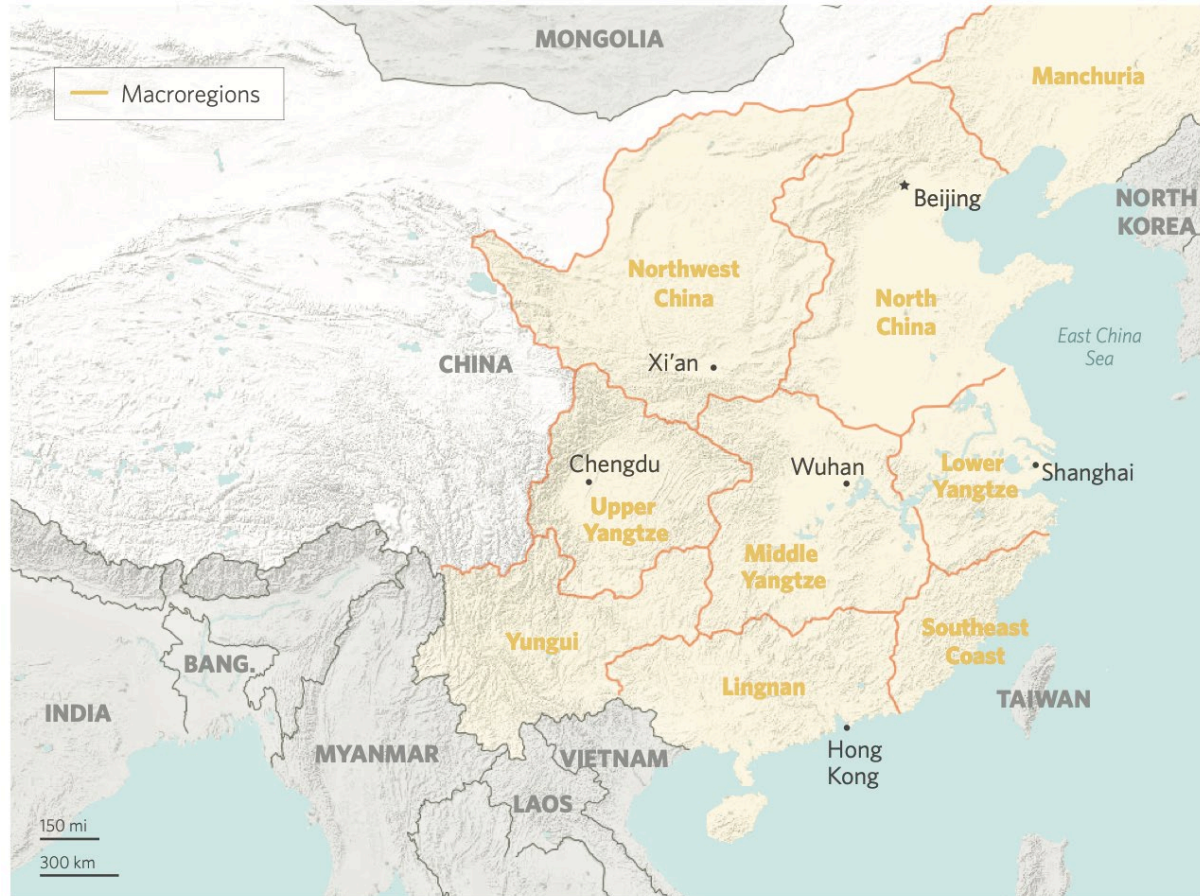 MONGOLIA
Manchuria
Macroregions
Beijing
NORTH
KOREA
Northwest
China
North
China
East China
Sea
CHINA
Xi’an
Chengdu
Wuhan
Lower
Yangtze
Shanghai
Upper
Yangtze
Middle
Yangtze
Southeast
Coast
Yungui
BANG.
Lingnan
TAIWAN
INDIA
MYANMAR
VIETNAM
Hong
Kong
LAOS
150 mi
300 km